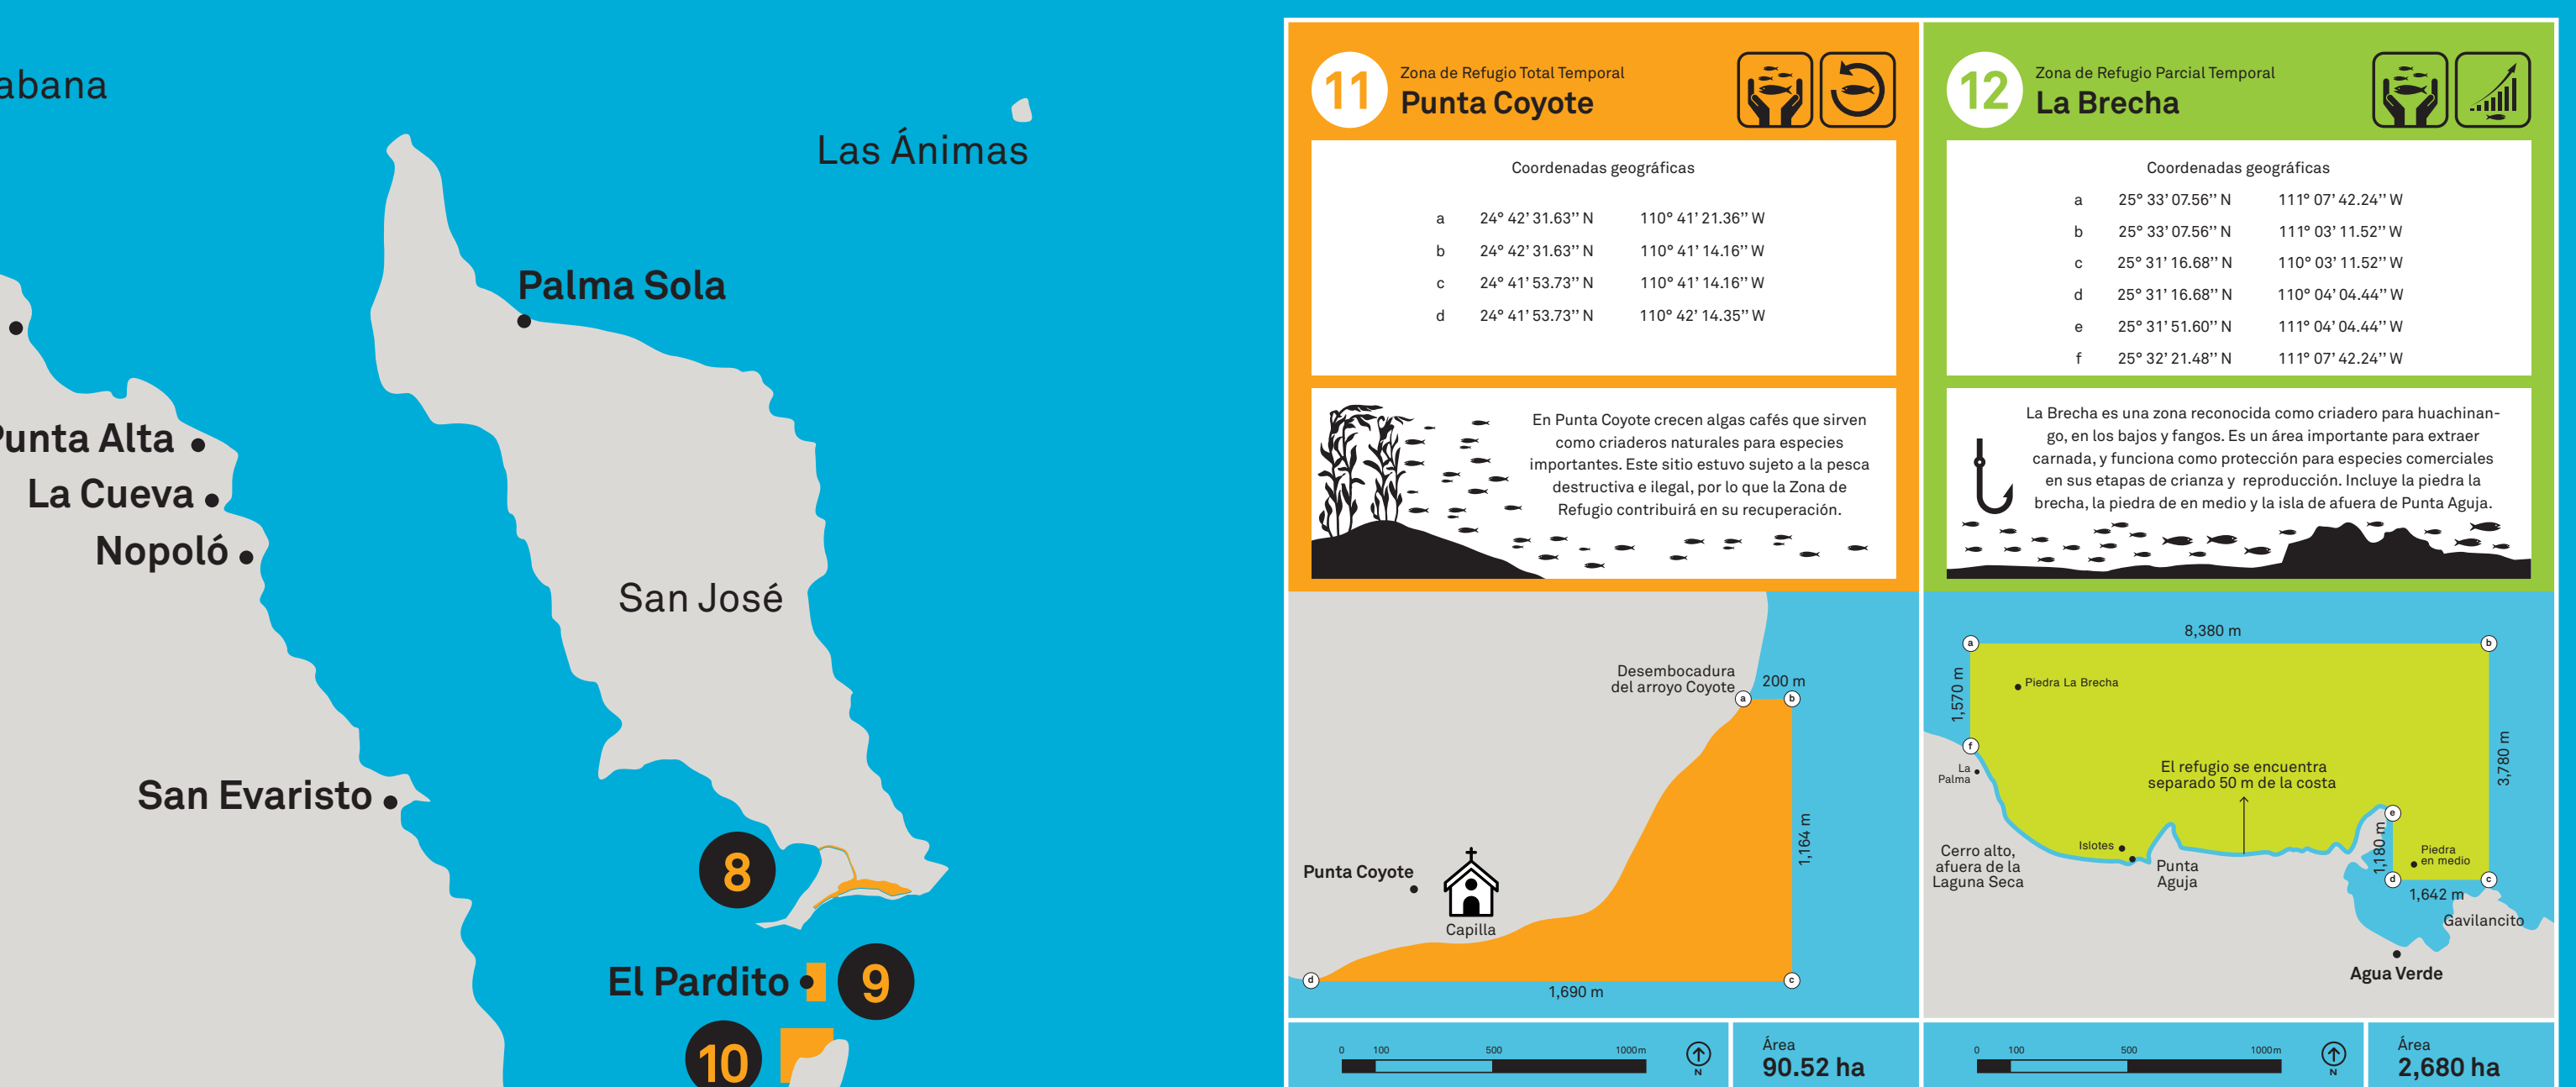 abana
Las Ánimas
Palma Sola
Punta Alta
La Cueva
Nopoló
San José
San Evaristo
8
El Pardito
9
10
11
Zona de Refugio Total Temporal
Punta Coyote
Coordenadas geográficas
a 24° 42’ 31.63’’ N 110° 41’ 21.36’’ W
b 24° 42’ 31.63’’ N 110° 41’ 14.16’’ W
c 24° 41’ 53.73’’ N 110° 41’ 14.16’’ W
d 24° 41’ 53.73’’ N 110° 42’ 14.35’’ W
En Punta Coyote crecen algas cafés que sirven
como criaderos naturales para especies
importantes. Este sitio estuvo sujeto a la pesca
destructiva e ilegal, por lo que la Zona de
Refugio contribuirá en su recuperación.
Desembocadura
del arroyo Coyote
a
200 m
b
1,164 m
Punta Coyote
Capilla
d
c
1,690 m
0 100 500 1000m
N
Área
90.52 ha
12
Zona de Refugio Parcial Temporal
La Brecha
Coordenadas geográficas
a 25° 33’ 07.56’’ N 111° 07’ 42.24’’ W
b 25° 33’ 07.56’’ N 111° 03’ 11.52’’ W
c 25° 31’ 16.68’’ N 110° 03’ 11.52’’ W
d 25° 31’ 16.68’’ N 110° 04’ 04.44’’ W
e 25° 31’ 51.60’’ N 111° 04’ 04.44’’ W
f 25° 32’ 21.48’’ N 111° 07’ 42.24’’ W
La Brecha es una zona reconocida como criadero para huachinan-
go, en los bajos y fangos. Es un área importante para extraer
carnada, y funciona como protección para especies comerciales
en sus etapas de crianza y reproducción. Incluye la piedra la
brecha, la piedra de en medio y la isla de afuera de Punta Aguja.
8,380 m
a
b
1,570 m
Piedra La Brecha
f
La
Palma
El refugio se encuentra
separado 50 m de la costa
3,780 m
e
Islotes
1,180 m
Cerro alto,
afuera de la
Laguna Seca
Punta
Aguja
Piedra
en medio
d
c
1,642 m
Gavilancito
Agua Verde
0 100 500 1000m
N
Área
2,680 ha